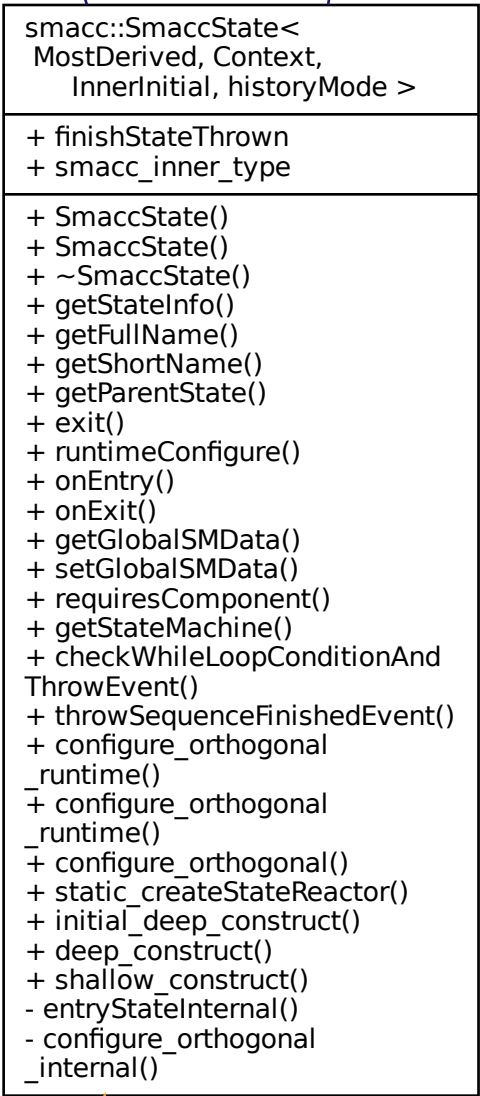 smacc::SmaccState<
MostDerived, Context,
InnerInitial, historyMode >
+ finishStateThrown
+ smacc_inner_type
+ SmaccState()
+ SmaccState()
+ ~SmaccState()
+ getStateInfo()
+ getFullName()
+ getShortName()
+ getParentState()
+ exit()
+ runtimeConfigure()
+ onEntry()
+ onExit()
+ getGlobalSMData()
+ setGlobalSMData()
+ requiresComponent()
+ getStateMachine()
+ checkWhileLoopConditionAnd
ThrowEvent()
+ throwSequenceFinishedEvent()
+ configure_orthogonal
_runtime()
+ configure_orthogonal
_runtime()
+ configure_orthogonal()
+ static_createStateReactor()
+ initial_deep_construct()
+ deep_construct()
+ shallow_construct()
- entryStateInternal()
- configure_orthogonal
_internal()